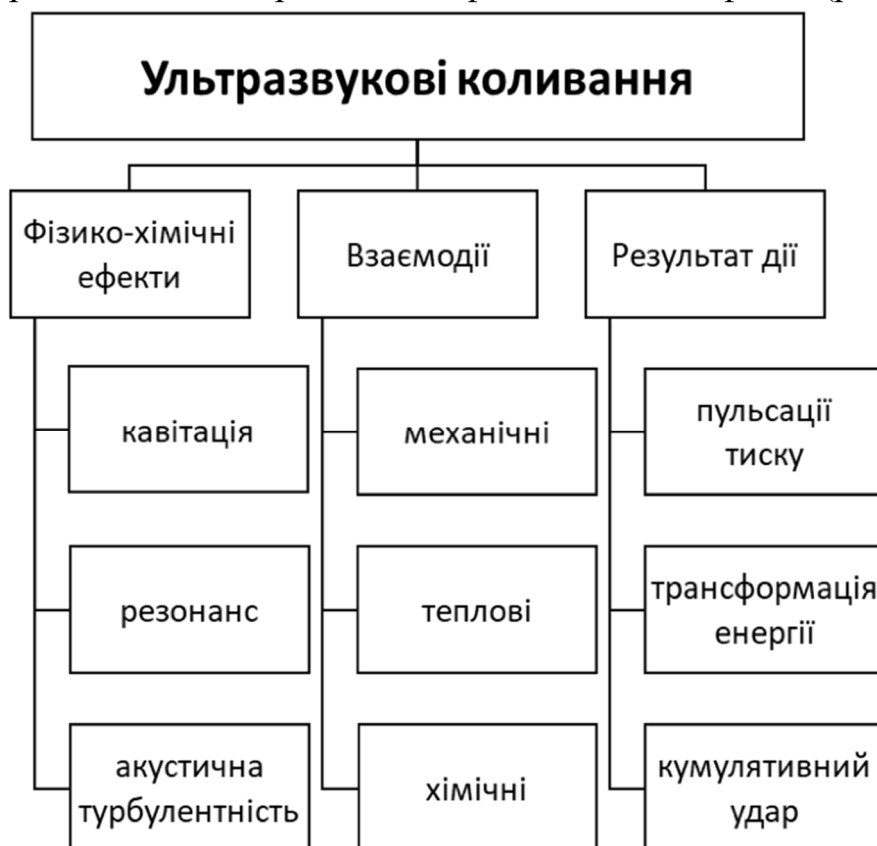 Ультразвукові коливання
Фізико-хімічні
ефекти
Взаємодії
Результат дії
кавітація
механічні
пульсації
тиску
резонанс
теплові
трансформація
енергії
акустична
турбулентність
хімічні
кумулятивний
удар